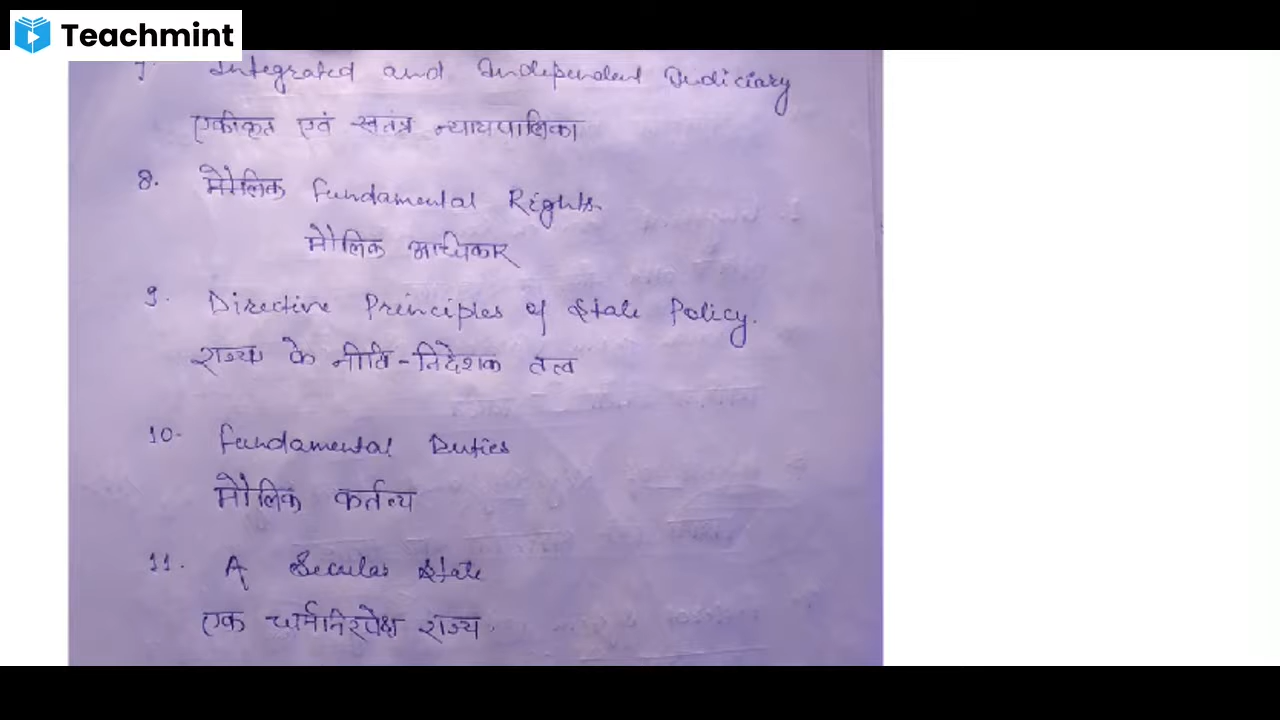 Teachmint
7. Integrated and Independent Judiciary
एकीकृत एवं स्वतंत्र न्यायपालिका
8. मौलिक Fundamental Rights.
मौलिक अधिकार
9. Directive Principles of State Policy.
राज्य के नीति-निदेशक तत्व
10. Fundamental Duties
मौलिक कर्तव्य
11. A Secular State
एक धर्मनिरपेक्ष राज्य.